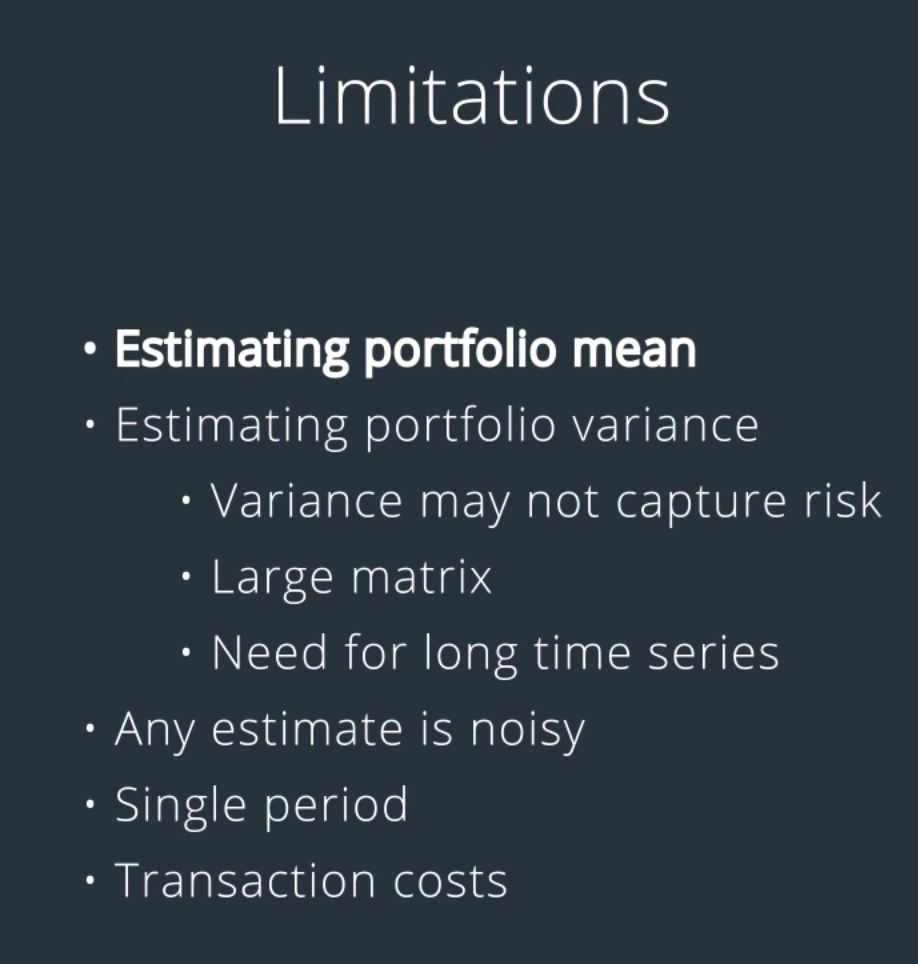 Limitations
• Estimating portfolio mean
• Estimating portfolio variance
• Variance may not capture risk
• Large matrix
• Need for long time series
• Any estimate is noisy
• Single period
• Transaction costs